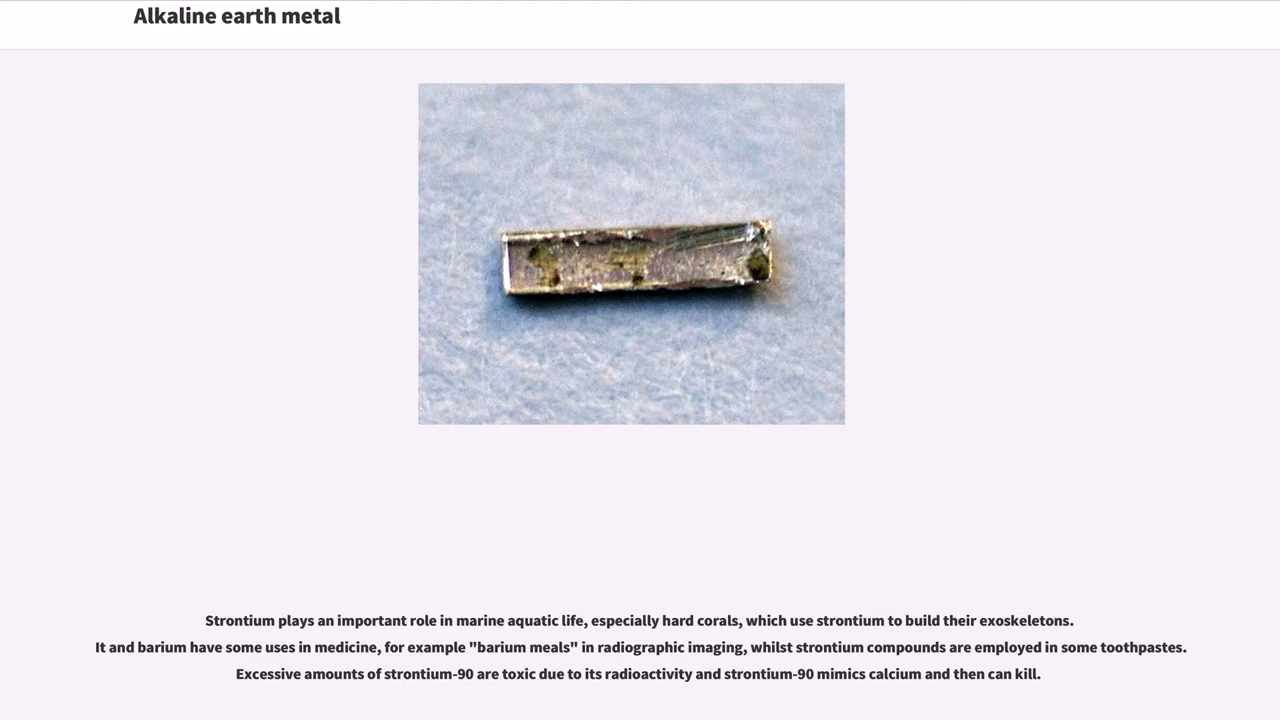 Alkaline earth metal
Strontium plays an important role in marine aquatic life, especially hard corals, which use strontium to build their exoskeletons.
It and barium have some uses in medicine, for example "barium meals" in radiographic imaging, whilst strontium compounds are employed in some toothpastes.
Excessive amounts of strontium-90 are toxic due to its radioactivity and strontium-90 mimics calcium and then can kill.